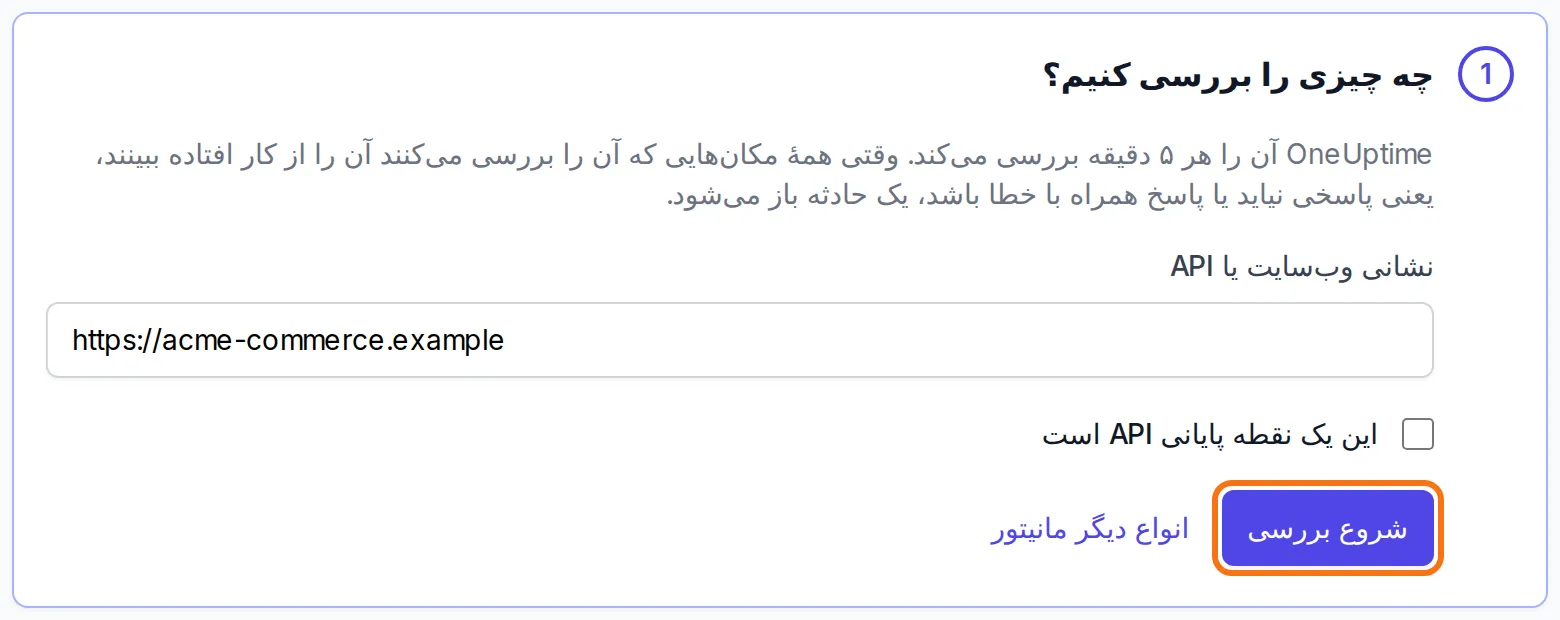 1
چه چیزی را بررسی کنیم؟
OneUptime آن را هر ۵ دقیقه بررسی می‌کند. وقتی همهٔ مکان‌هایی که آن را بررسی می‌کنند آن را از کار افتاده ببینند،
یعنی پاسخی نیاید یا پاسخ همراه با خطا باشد، یک حادثه باز می‌شود.
نشانی وب‌سایت یا API
https://acme-commerce.example
این یک نقطه پایانی API است
شروع بررسی
انواع دیگر مانیتور